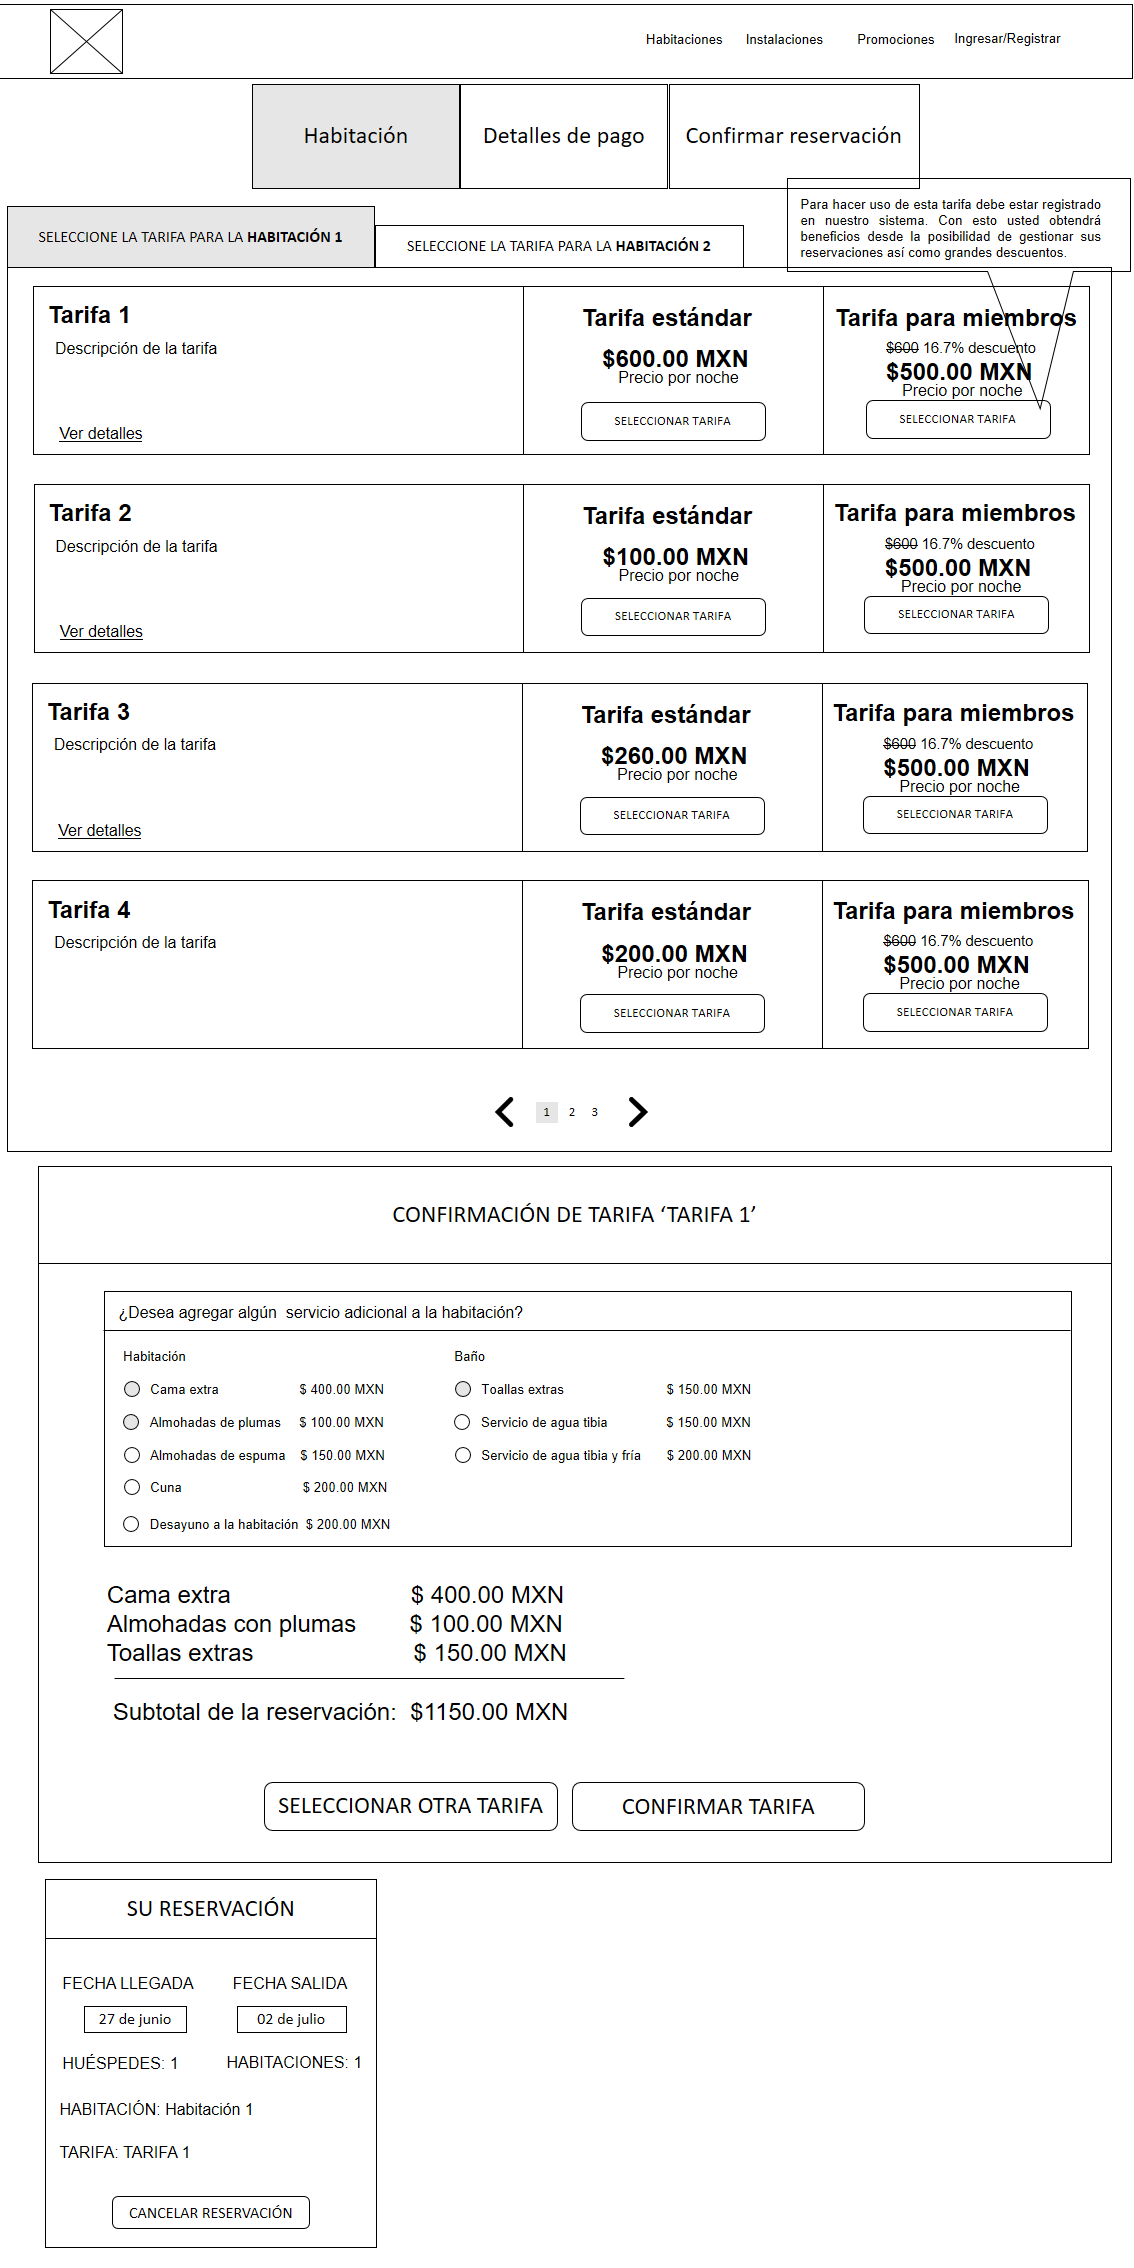 Habitaciones Instalaciones Promociones Ingresar/Registrar
Habitación
Detalles de pago
Confirmar reservación
Para hacer uso de esta tarifa debe estar registrado
en nuestro sistema. Con esto usted obtendrá
beneficios desde la posibilidad de gestionar sus
reservaciones así como grandes descuentos.
SELECCIONE LA TARIFA PARA LA HABITACIÓN 1
SELECCIONE LA TARIFA PARA LA HABITACIÓN 2
Tarifa 1
Descripción de la tarifa
Ver detalles
Tarifa estándar
$600.00 MXN
Precio por noche
SELECCIONAR TARIFA
Tarifa para miembros
$600 16.7% descuento
$500.00 MXN
Precio por noche
SELECCIONAR TARIFA
Tarifa 2
Descripción de la tarifa
Ver detalles
Tarifa estándar
$100.00 MXN
Precio por noche
SELECCIONAR TARIFA
Tarifa para miembros
$600 16.7% descuento
$500.00 MXN
Precio por noche
SELECCIONAR TARIFA
Tarifa 3
Descripción de la tarifa
Ver detalles
Tarifa estándar
$260.00 MXN
Precio por noche
SELECCIONAR TARIFA
Tarifa para miembros
$600 16.7% descuento
$500.00 MXN
Precio por noche
SELECCIONAR TARIFA
Tarifa 4
Descripción de la tarifa
Tarifa estándar
$200.00 MXN
Precio por noche
SELECCIONAR TARIFA
Tarifa para miembros
$600 16.7% descuento
$500.00 MXN
Precio por noche
SELECCIONAR TARIFA
1 2 3
CONFIRMACIÓN DE TARIFA ‘TARIFA 1’
¿Desea agregar algún servicio adicional a la habitación?
Habitación
Cama extra $ 400.00 MXN
Almohadas de plumas $ 100.00 MXN
Almohadas de espuma $ 150.00 MXN
Cuna $ 200.00 MXN
Desayuno a la habitación $ 200.00 MXN
Baño
Toallas extras $ 150.00 MXN
Servicio de agua tibia $ 150.00 MXN
Servicio de agua tibia y fría $ 200.00 MXN
Cama extra $ 400.00 MXN
Almohadas con plumas $ 100.00 MXN
Toallas extras $ 150.00 MXN
Subtotal de la reservación: $1150.00 MXN
SELECCIONAR OTRA TARIFA
CONFIRMAR TARIFA
SU RESERVACIÓN
FECHA LLEGADA FECHA SALIDA
27 de junio 02 de julio
HUÉSPEDES: 1 HABITACIONES: 1
HABITACIÓN: Habitación 1
TARIFA: TARIFA 1
CANCELAR RESERVACIÓN